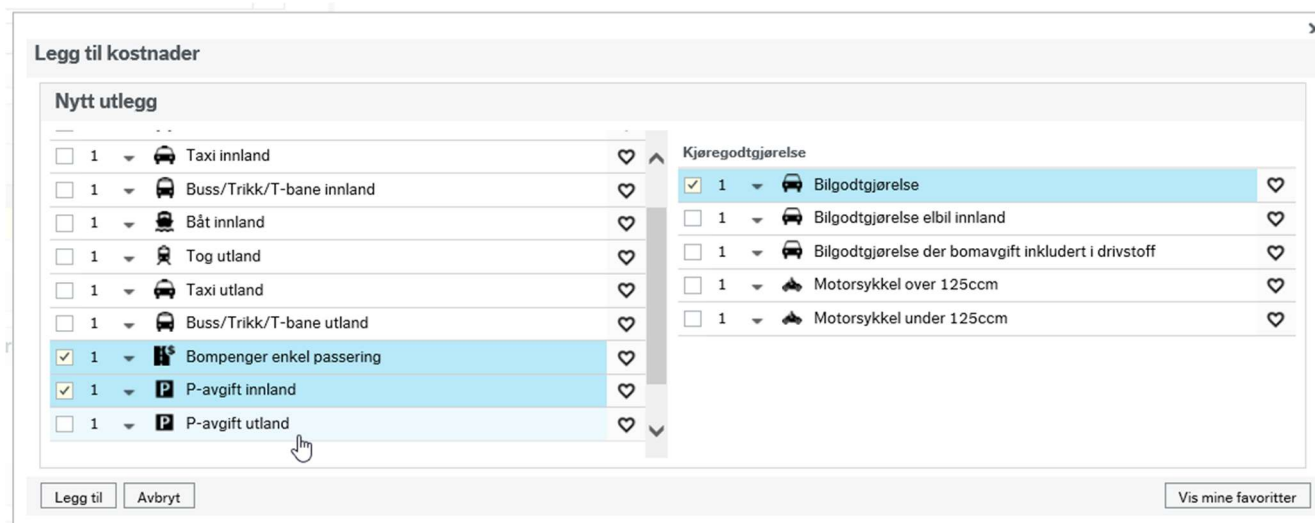 Legg til kostnader
Nytt utlegg
1 Taxi innland
1 Buss/Trikk/T-bane innland
1 Båt innland
1 Tog utland
1 Taxi utland
1 Buss/Trikk/T-bane utland
1 Bompenger enkel passering
1 P P-avgift innland
1 P P-avgift utland
Kjøregodtgjørelse
1 Bilgodtgjørelse
1 Bilgodtgjørelse elbil innland
1 Bilgodtgjørelse der bomavgift inkludert i drivstoff
1 Motorsykkel over 125ccm
1 Motorsykkel under 125ccm
Legg til Avbryt Vis mine favoritter